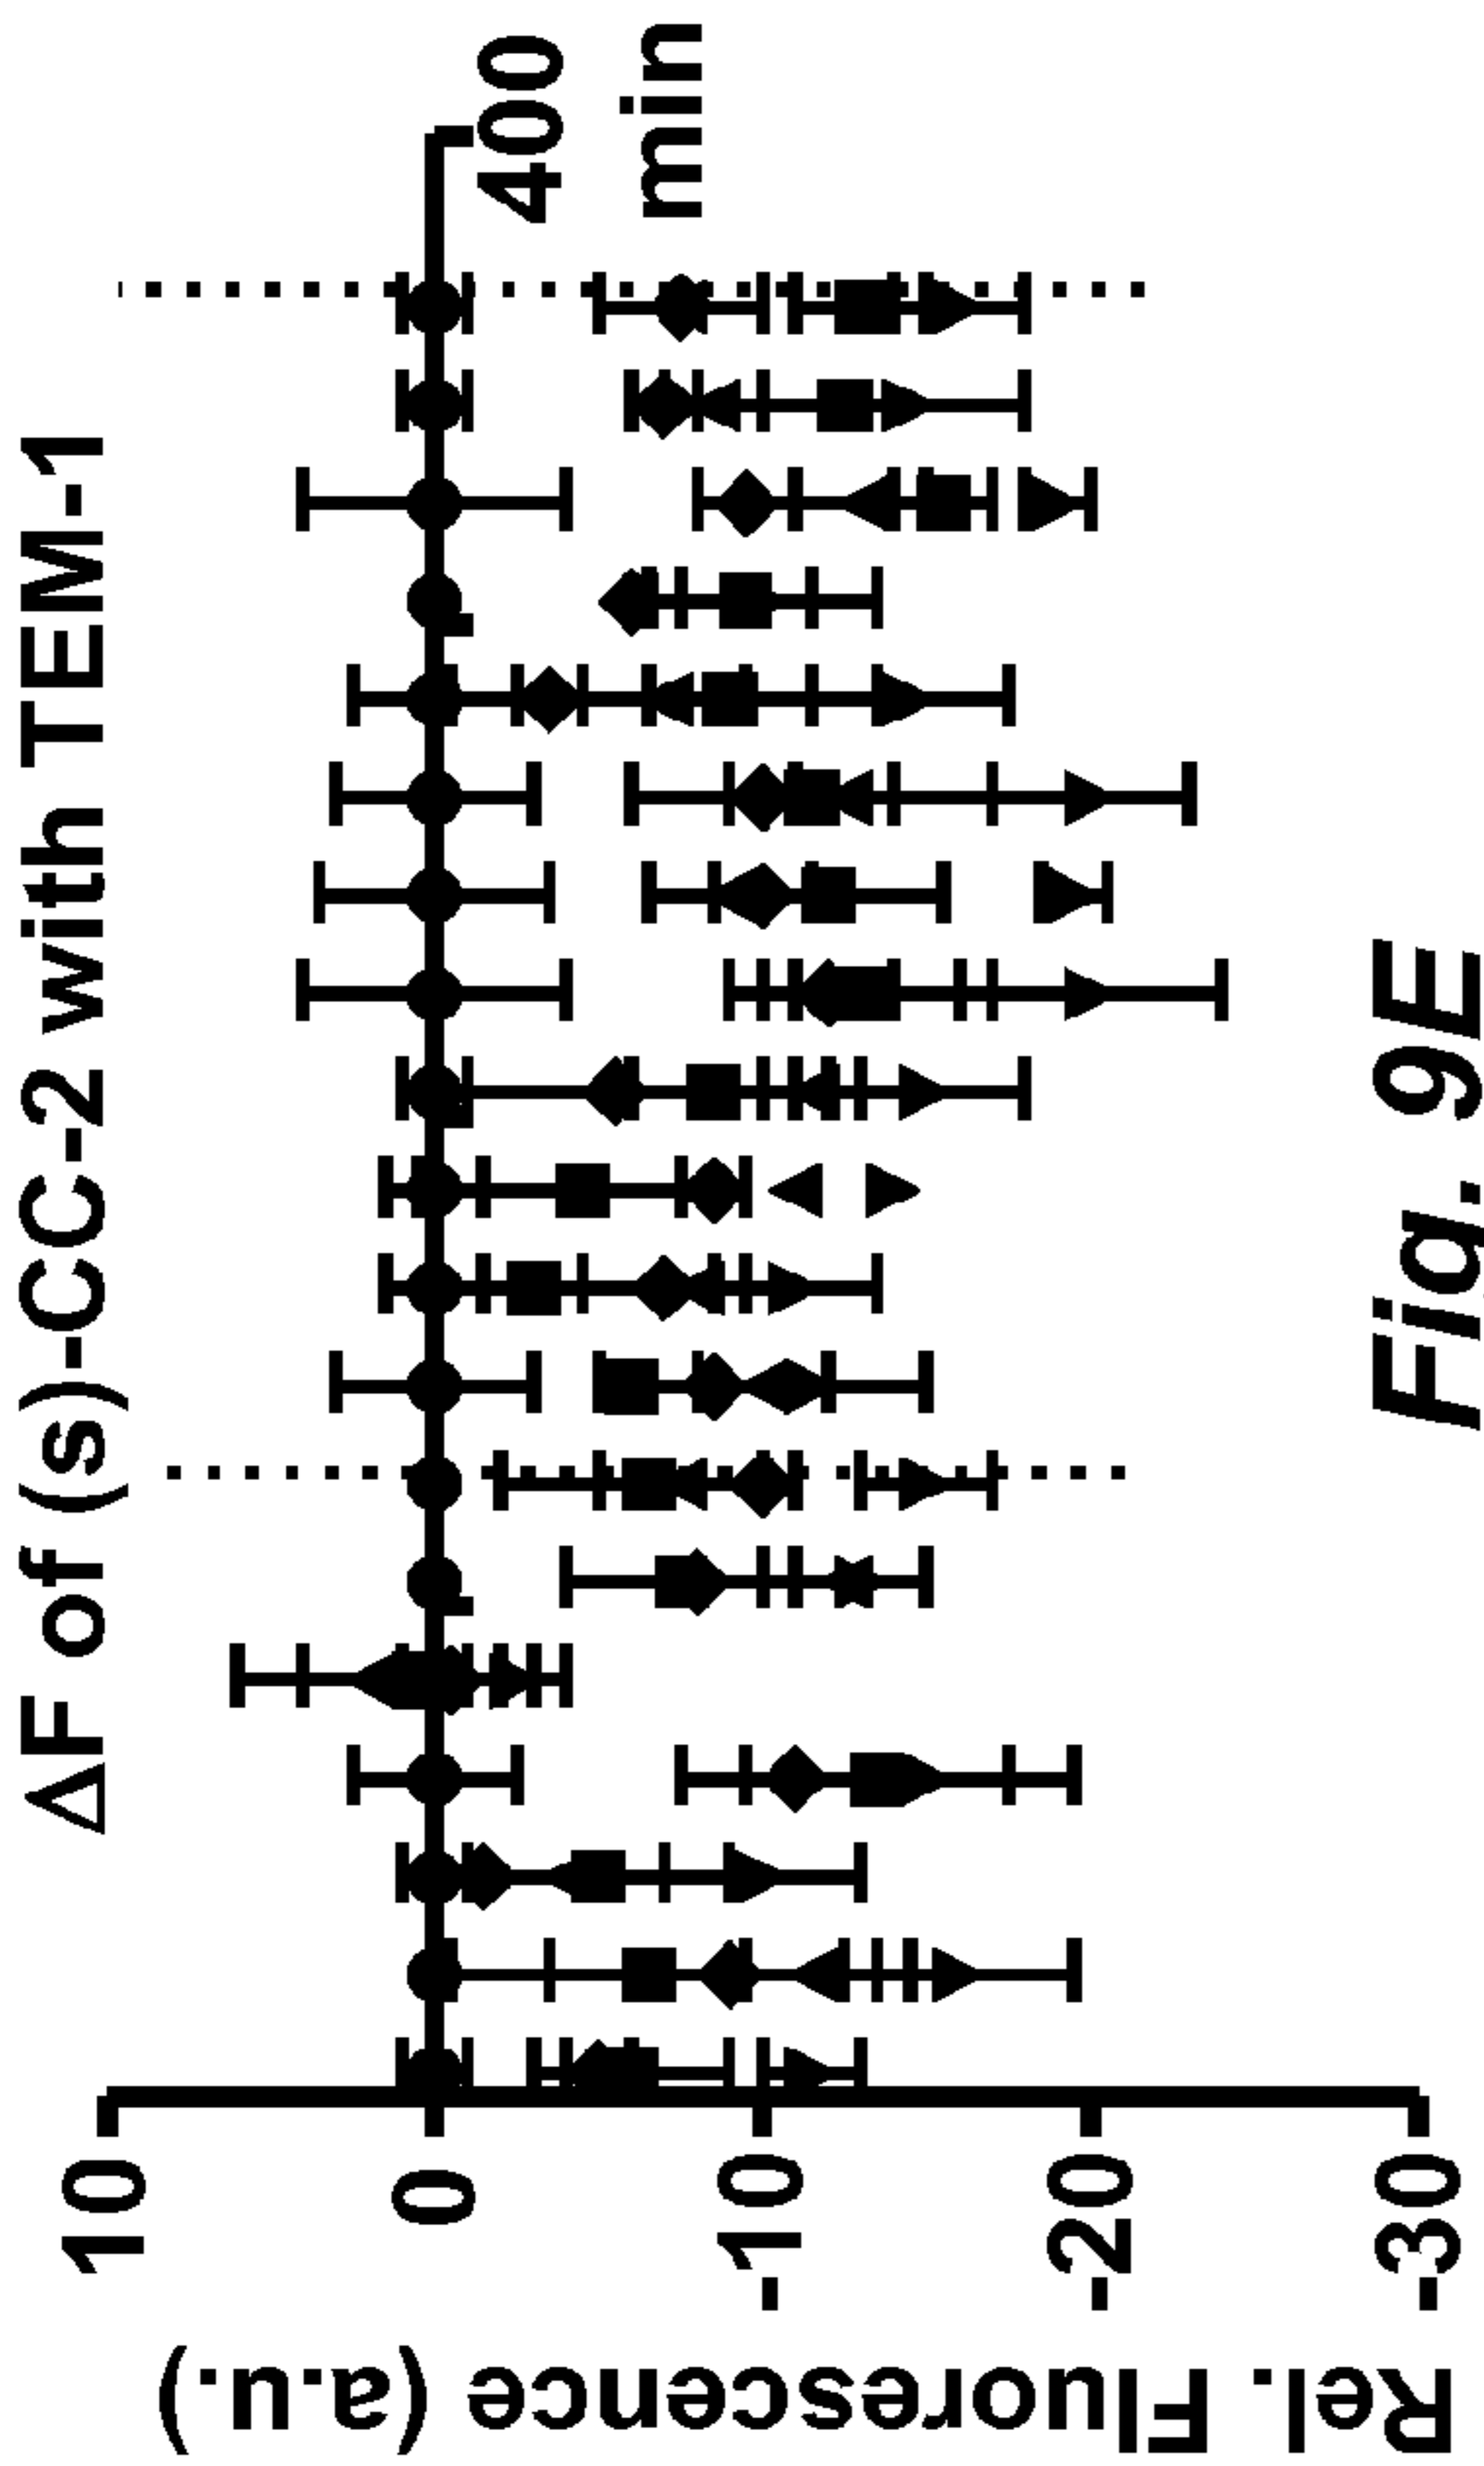 ΔF of (s)-CC-2 with TEM-1
10
0
-10
-20
-30
Rel. Fluorescence (a.u.)
400
min
Fig. 9E